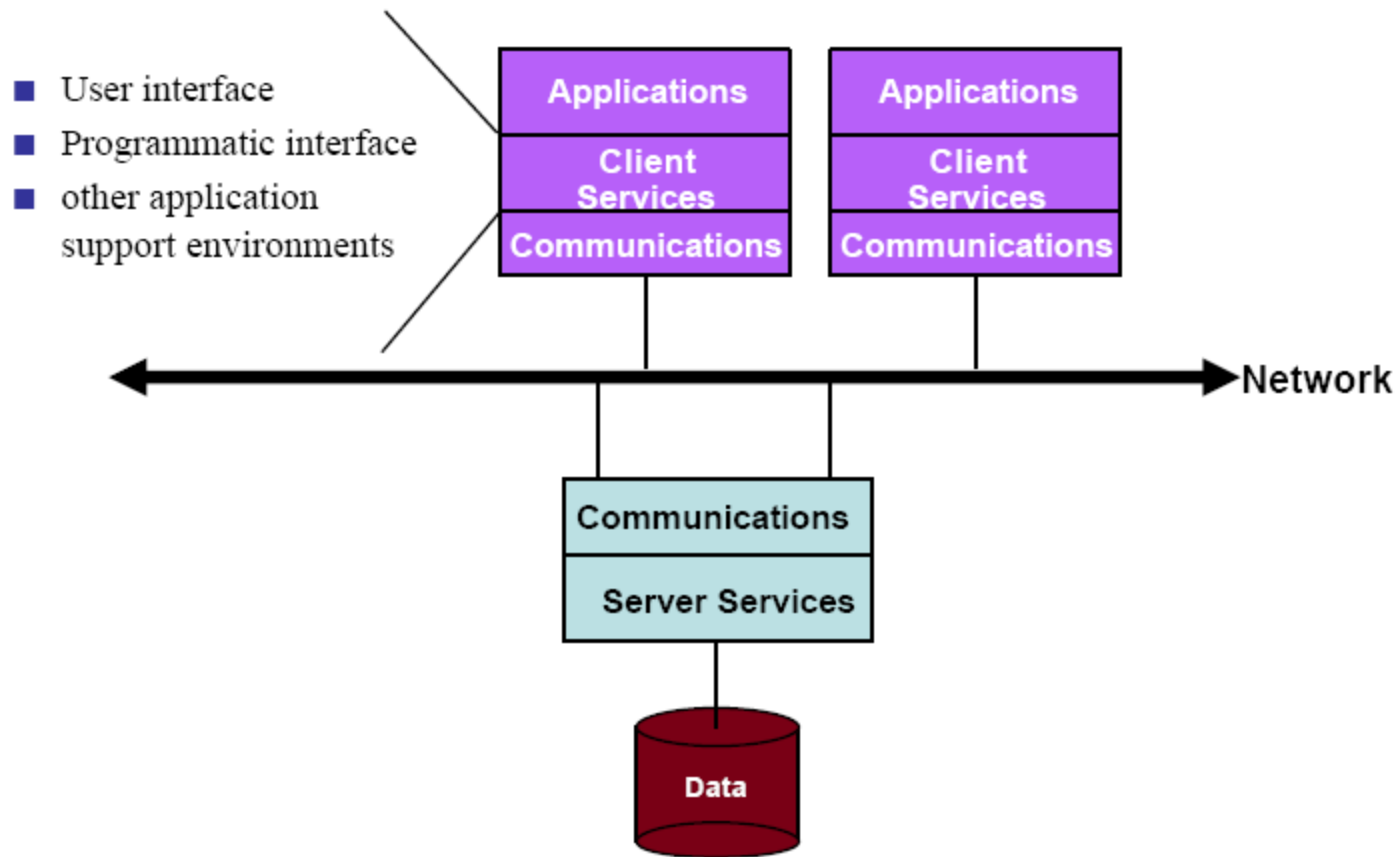 User interface
Programmatic interface
other application
support environments
Applications
Client
Services
Communications
Applications
Client
Services
Communications
Network
Communications
Server Services
Data